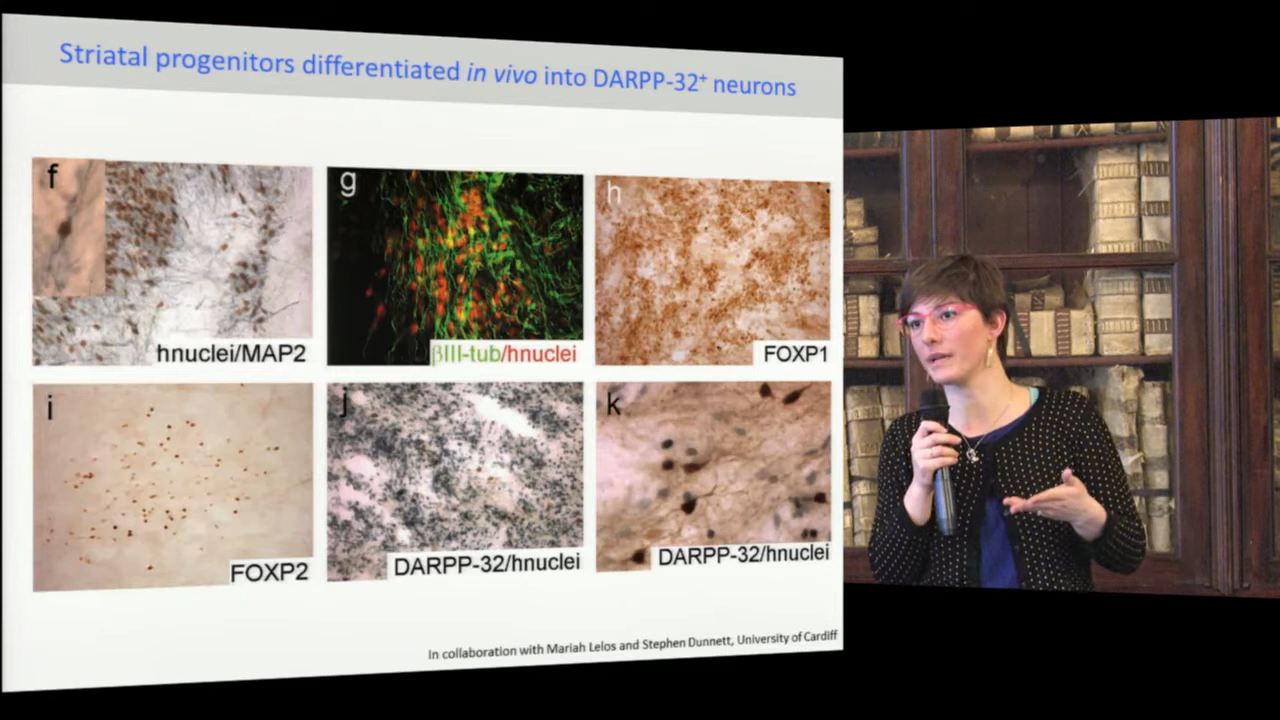 Striatal progenitors differentiated in vivo into DARPP-32⁺ neurons
f
hnuclei/MAP2
g
βIII-tub/hnuclei
h
FOXP1
i
FOXP2
j
DARPP-32/hnuclei
k
DARPP-32/hnuclei
In collaboration with Mariah Lelos and Stephen Dunnett, University of Cardiff